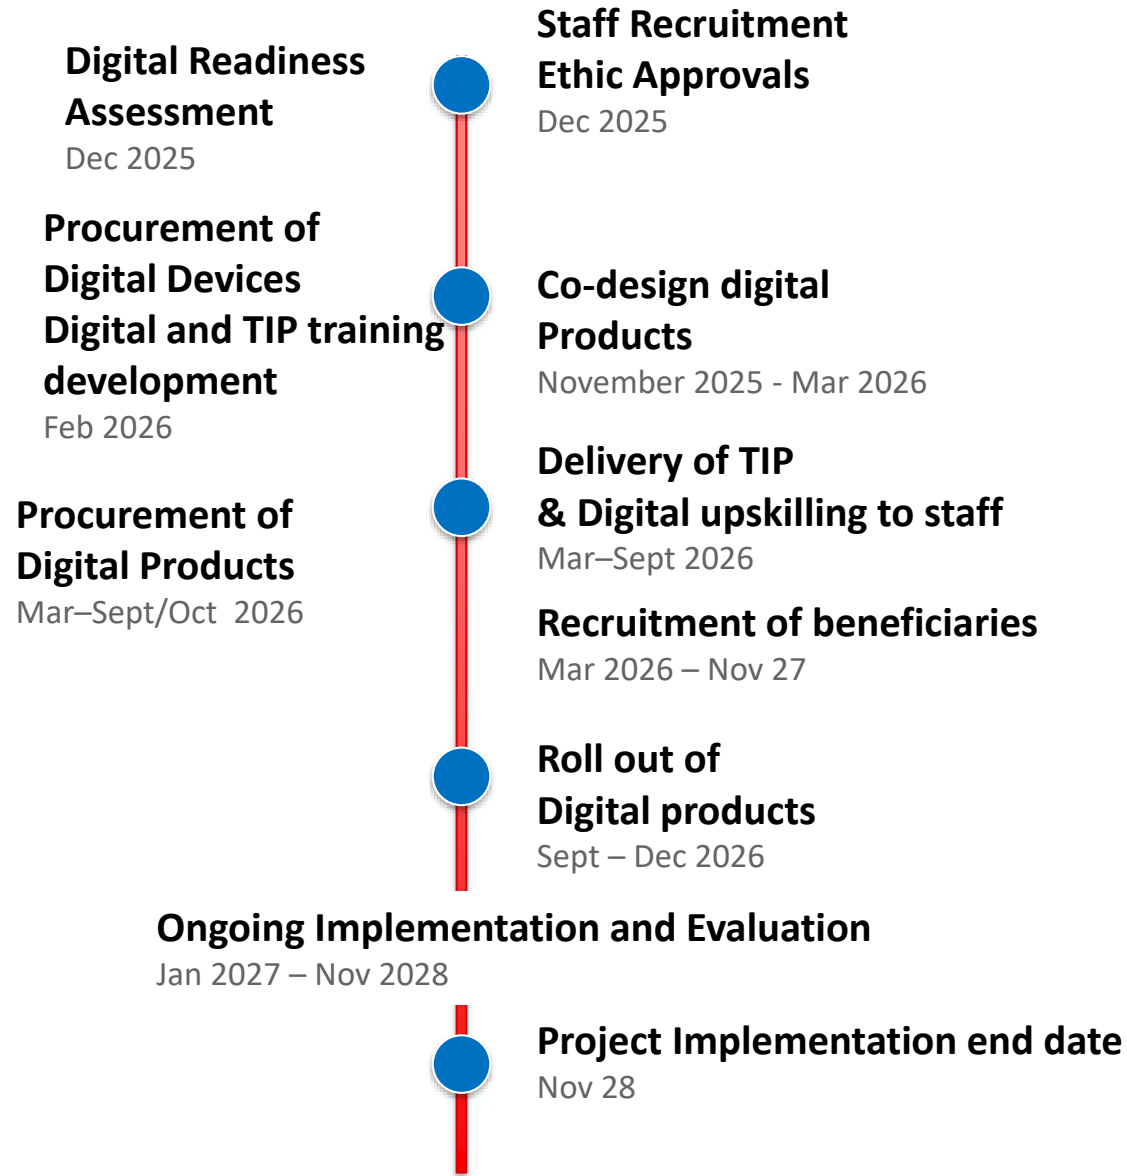 Digital Readiness
Assessment
Dec 2025
Staff Recruitment
Ethic Approvals
Dec 2025
Procurement of
Digital Devices
Digital and TIP training
development
Feb 2026
Co-design digital
Products
November 2025 - Mar 2026
Procurement of
Digital Products
Mar–Sept/Oct  2026
Delivery of TIP
& Digital upskilling to staff
Mar–Sept 2026
Recruitment of beneficiaries
Mar 2026 – Nov 27
Roll out of
Digital products
Sept – Dec 2026
Ongoing Implementation and Evaluation
Jan 2027 – Nov 2028
Project Implementation end date
Nov 28